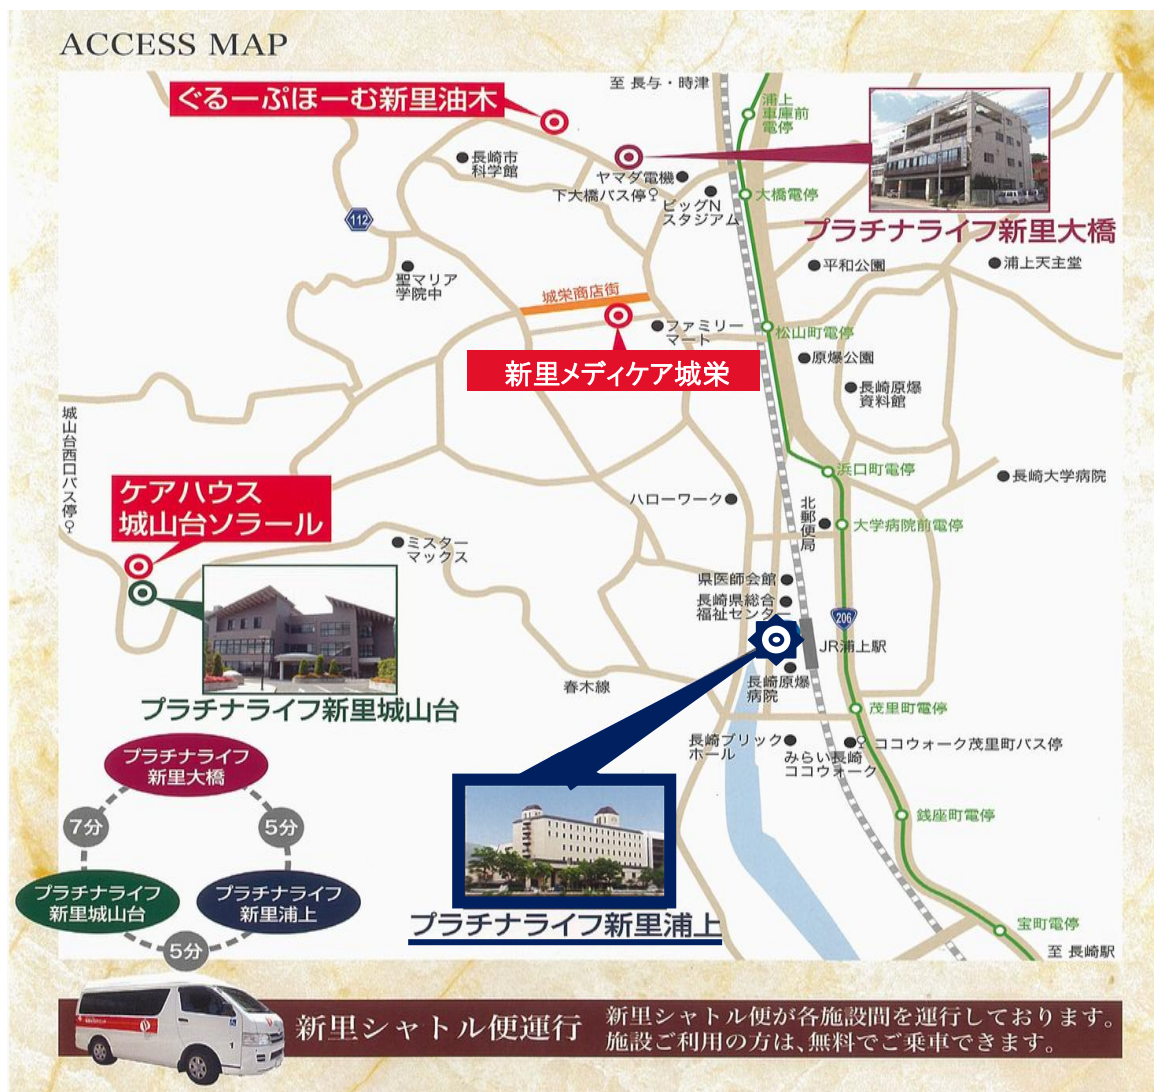 ACCESS MAP
至 長与・時津
ぐるーぷほーむ新里油木
浦上
車庫前
電停
長崎市
科学館
ヤマダ電機
下大橋バス停
ビッグN
スタジアム
大橋電停
112
プラチナライフ新里大橋
聖マリア
学院中
平和公園
浦上天主堂
城栄商店街
ファミリー
マート
松山町電停
新里メディケア城栄
原爆公園
長崎原爆
資料館
城山台西口バス停
浜口町電停
長崎大学病院
ケアハウス
城山台ソラール
ハローワーク
北郵便局
大学病院前電停
ミスター
マックス
県医師会館
長崎県総合
福祉センター
206
JR浦上駅
長崎原爆
病院
春木線
プラチナライフ新里城山台
茂里町電停
長崎ブリック
ホール
みらい長崎
ココウォーク
ココウォーク茂里町バス停
プラチナライフ
新里大橋
7分
5分
銭座町電停
プラチナライフ
新里城山台
プラチナライフ
新里浦上
5分
プラチナライフ新里浦上
宝町電停
至 長崎駅
新里シャトル便運行
新里シャトル便が各施設間を運行しております。
施設ご利用の方は、無料でご乗車できます。